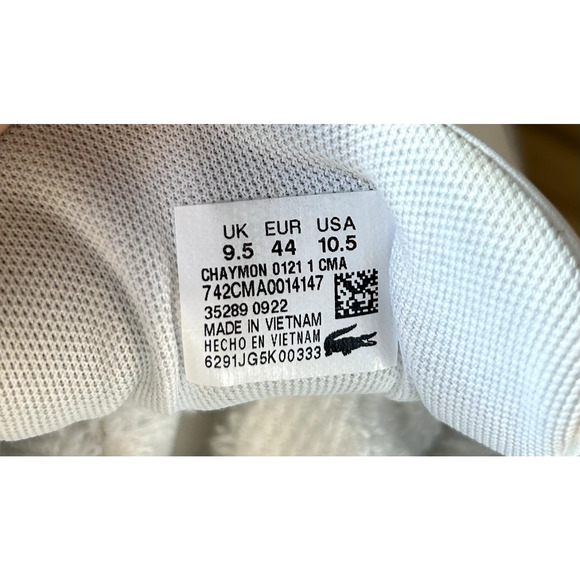 UK EUR USA
9.5 44 10.5
CHAYMON 0121 1 CMA
742CMA0014147
35289 0922
MADE IN VIETNAM
HECHO EN VIETNAM
6291JG5K00333